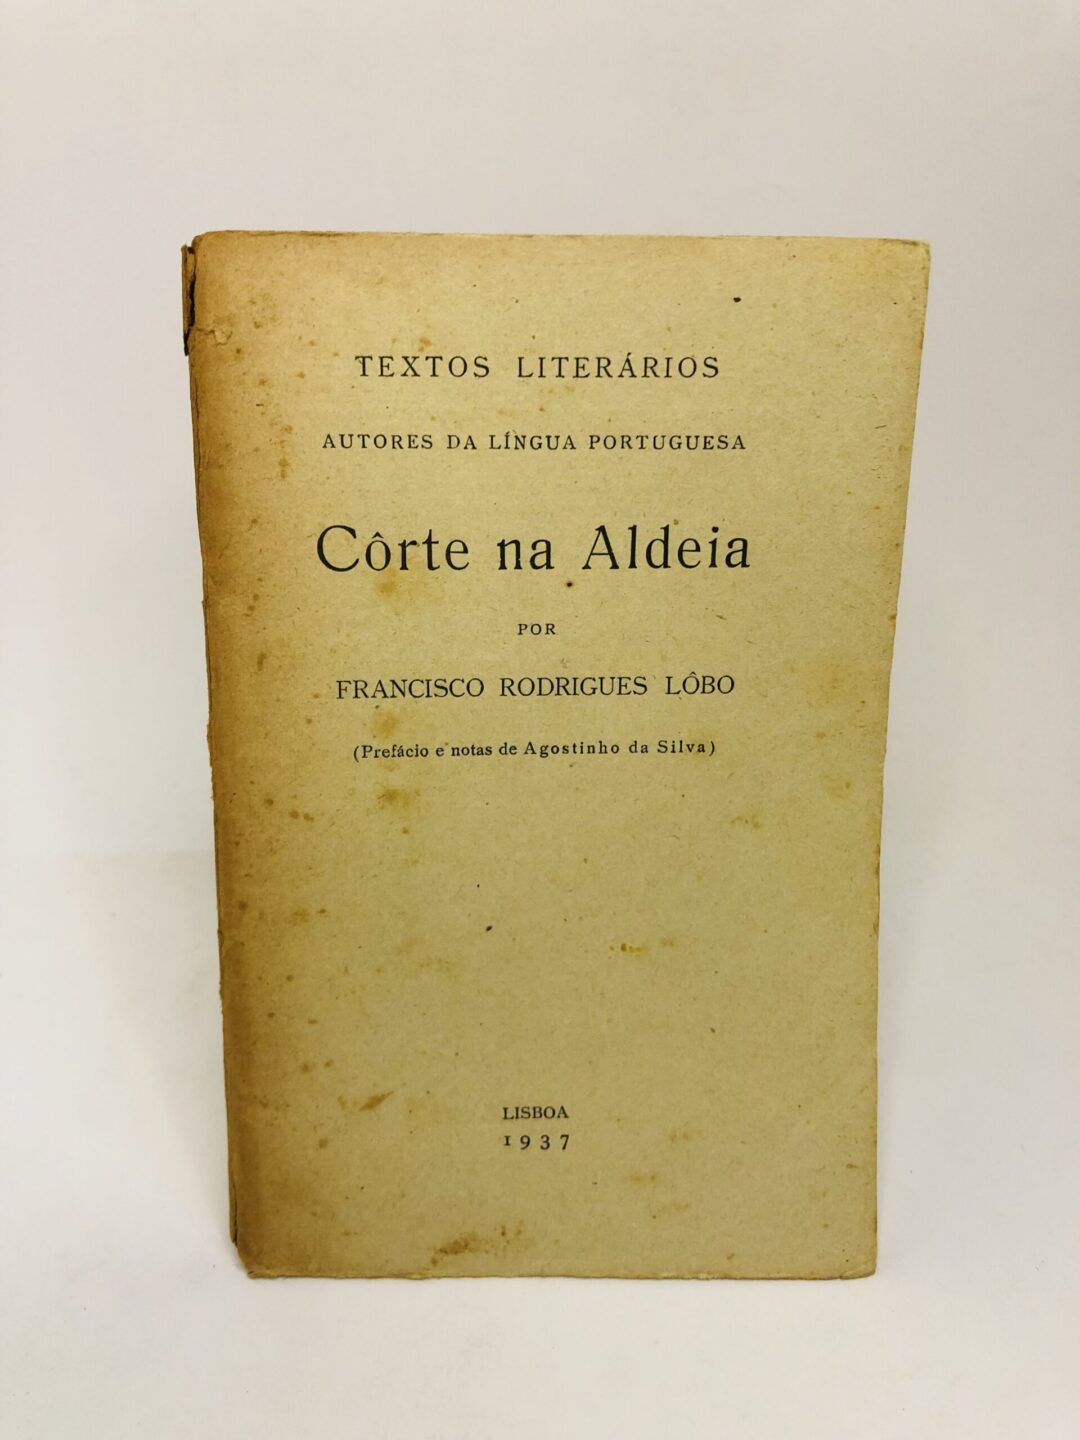 TEXTOS LITERÁRIOS
AUTORES DA LÍNGUA PORTUGUESA
Côrte na Aldeia
POR
FRANCISCO RODRIGUES LÔBO
(Prefácio e notas de Agostinho da Silva)
LISBOA
1937